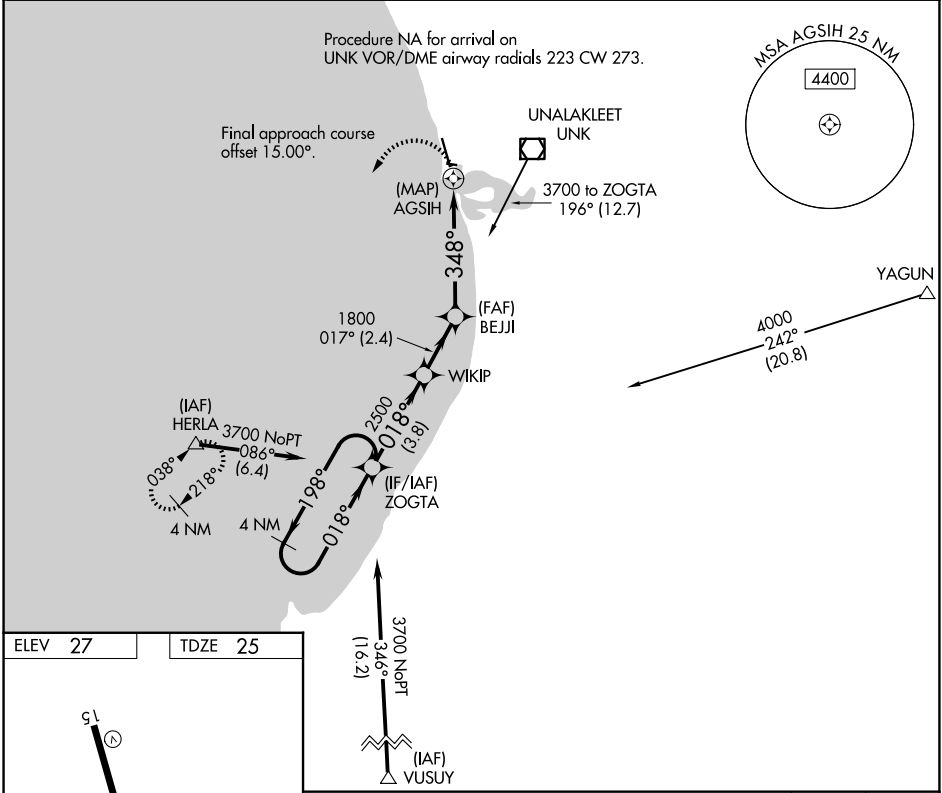 Procedure NA for arrival on
UNK VOR/DME airway radials 223 CW 273.
MSA AGSIH 25 NM
4400
UNALAKLEET
UNK
Final approach course
offset 15.00°.
(MAP)
AGSIH
3700 to ZOGTA
196° (12.7)
348°
YAGUN
4000
242°
(20.8)
(FAF)
BEJJI
1800
017° (2.4)
WIKIP
2500
018°
(3.8)
(IAF)
HERLA
3700 NoPT
086°
(6.4)
038°
218°
4 NM
198°
018°
4 NM
(IF/IAF)
ZOGTA
3700 NoPT
346°
(16.2)
(IAF)
VUSUY
ELEV 27
TDZE 25
15
V